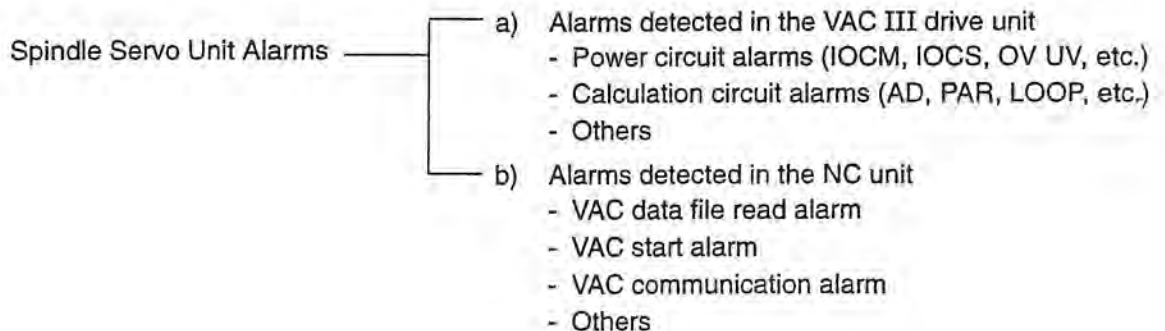 Spindle Servo Unit Alarms
a) Alarms detected in the VAC III drive unit
- Power circuit alarms (IOCM, IOCS, OV UV, etc.)
- Calculation circuit alarms (AD, PAR, LOOP, etc.)
- Others
b) Alarms detected in the NC unit
- VAC data file read alarm
- VAC start alarm
- VAC communication alarm
- Others